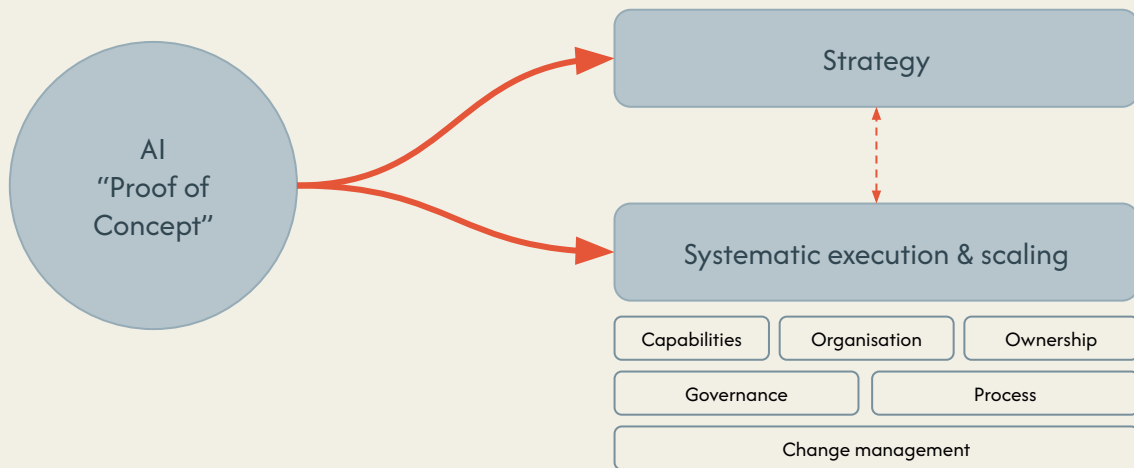 AI
“Proof of
Concept”
Strategy
Systematic execution & scaling
Capabilities
Organisation
Ownership
Governance
Process
Change management